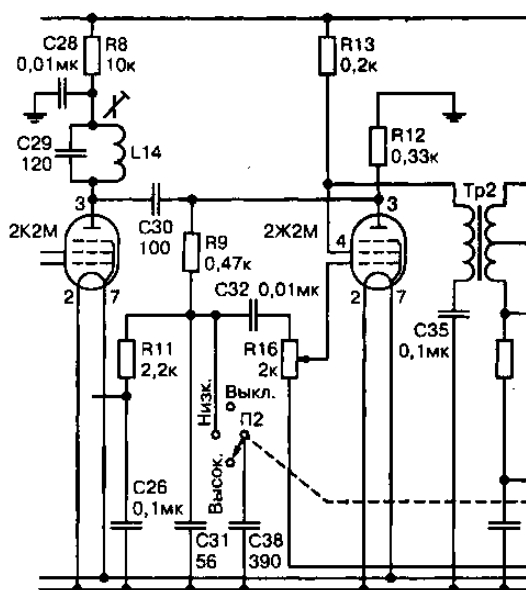 C28
0,01мк
R8
10к
R13
0,2к
C29
120
L14
R12
0,33к
Тр2
3
C30
100
3
2К2М
R9
0,47к
2Ж2М
4
2
7
C32 0,01мк
2
7
C35
0,1мк
R11
2,2к
R16
2к
Низк.
Выкл.
П2
Высок.
C26
0,1мк
C31
56
C38
390